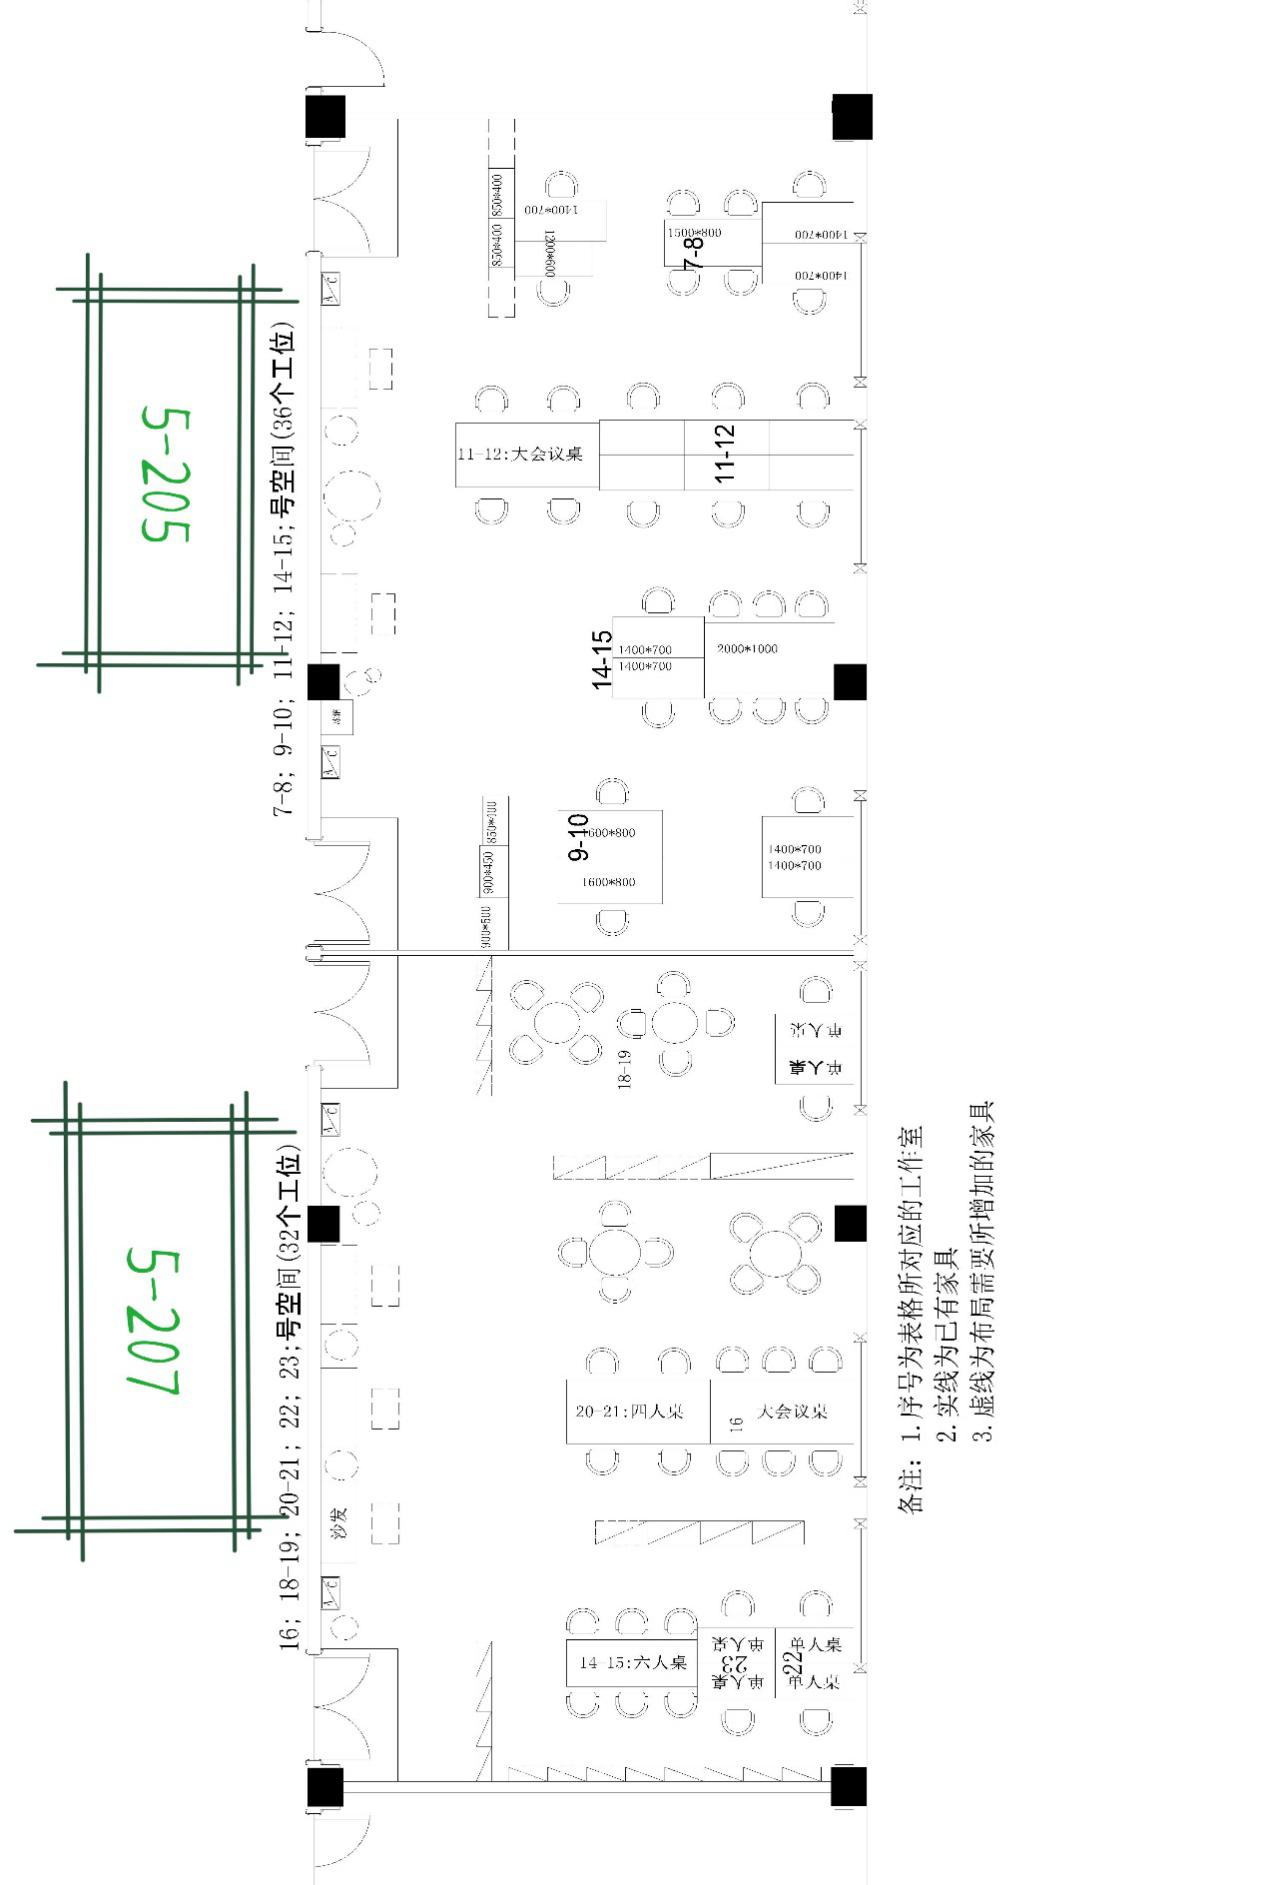 5-205
7-8; 9-10; 11-12; 14-15;号空间(36个工位)
850*400
850*400
1400*700
1200*600
1500*800
7-8
1400*700
1400*700
A/C
11-12:大会议桌
11-12
14-15
1400*700
1400*700
2000*1000
A/C
850*400
900*450
900*500
9-10
1600*800
1600*800
1400*700
1400*700
5-207
16; 18-19; 20-21; 22; 23;号空间(32个工位)
A/C
18-19
单人桌
单人桌
20-21:四人桌
16
大会议桌
沙发
A/C
14-15:六人桌
单人桌
23
单人桌
单人桌
22
单人桌
备注: 1.序号为表格所对应的工作室
2.实线为已有家具
3.虚线为布局需要所增加的家具